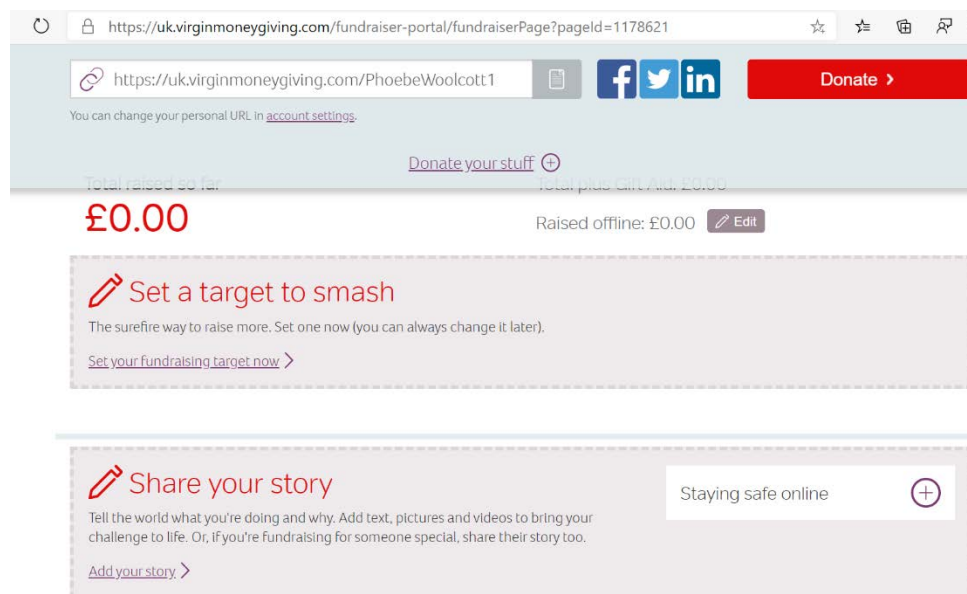 https://uk.virginmoneygiving.com/fundraiser-portal/fundraiserPage?pageId=1178621
https://uk.virginmoneygiving.com/PhoebeWoolcott1
f in
Donate >
You can change your personal URL in account settings.
Donate your stuff
Total raised so far
Total plus Gift Aid: £0.00
£0.00
Raised offline: £0.00 Edit
Set a target to smash
The surefire way to raise more. Set one now (you can always change it later).
Set your fundraising target now >
Share your story
Staying safe online
Tell the world what you're doing and why. Add text, pictures and videos to bring your
challenge to life. Or, if you're fundraising for someone special, share their story too.
Add your story >